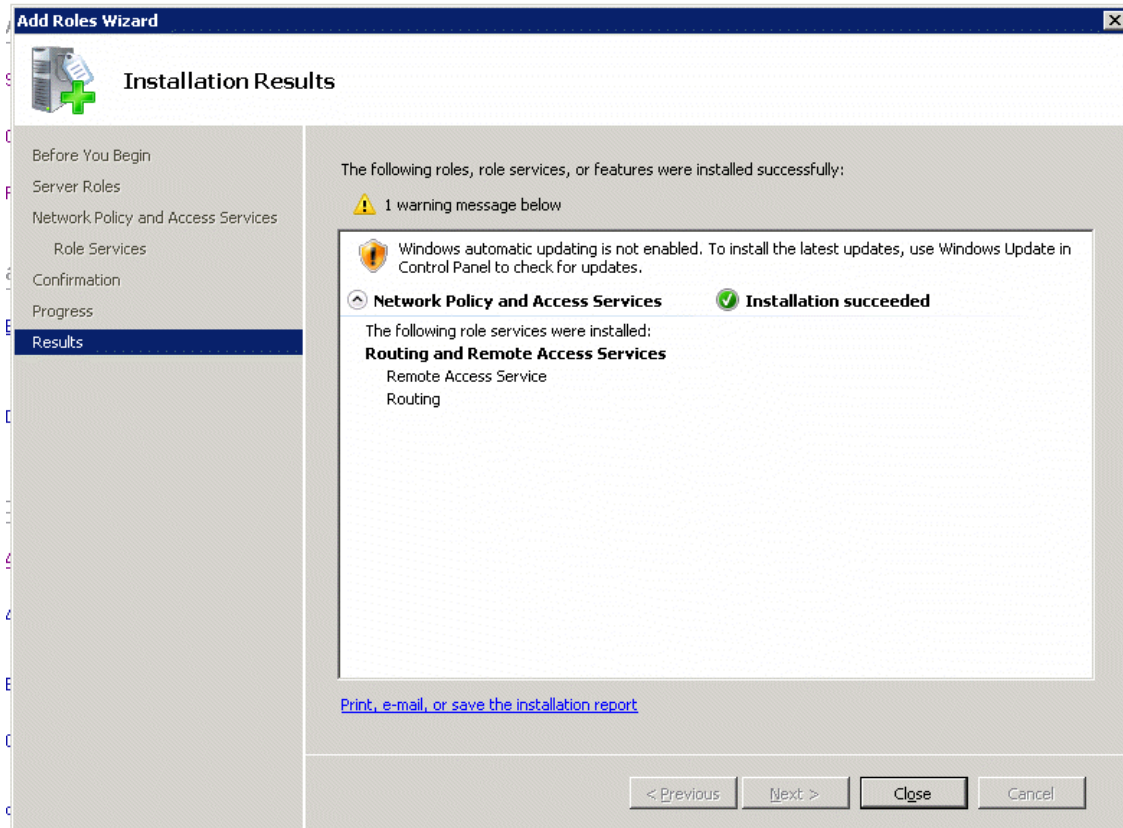 Add Roles Wizard
Installation Results
Before You Begin
Server Roles
Network Policy and Access Services
Role Services
Confirmation
Progress
Results
The following roles, role services, or features were installed successfully:
1 warning message below
Windows automatic updating is not enabled. To install the latest updates, use Windows Update in
Control Panel to check for updates.
Network Policy and Access Services Installation succeeded
The following role services were installed:
Routing and Remote Access Services
Remote Access Service
Routing
Print, e-mail, or save the installation report
< Previous Next > Close Cancel